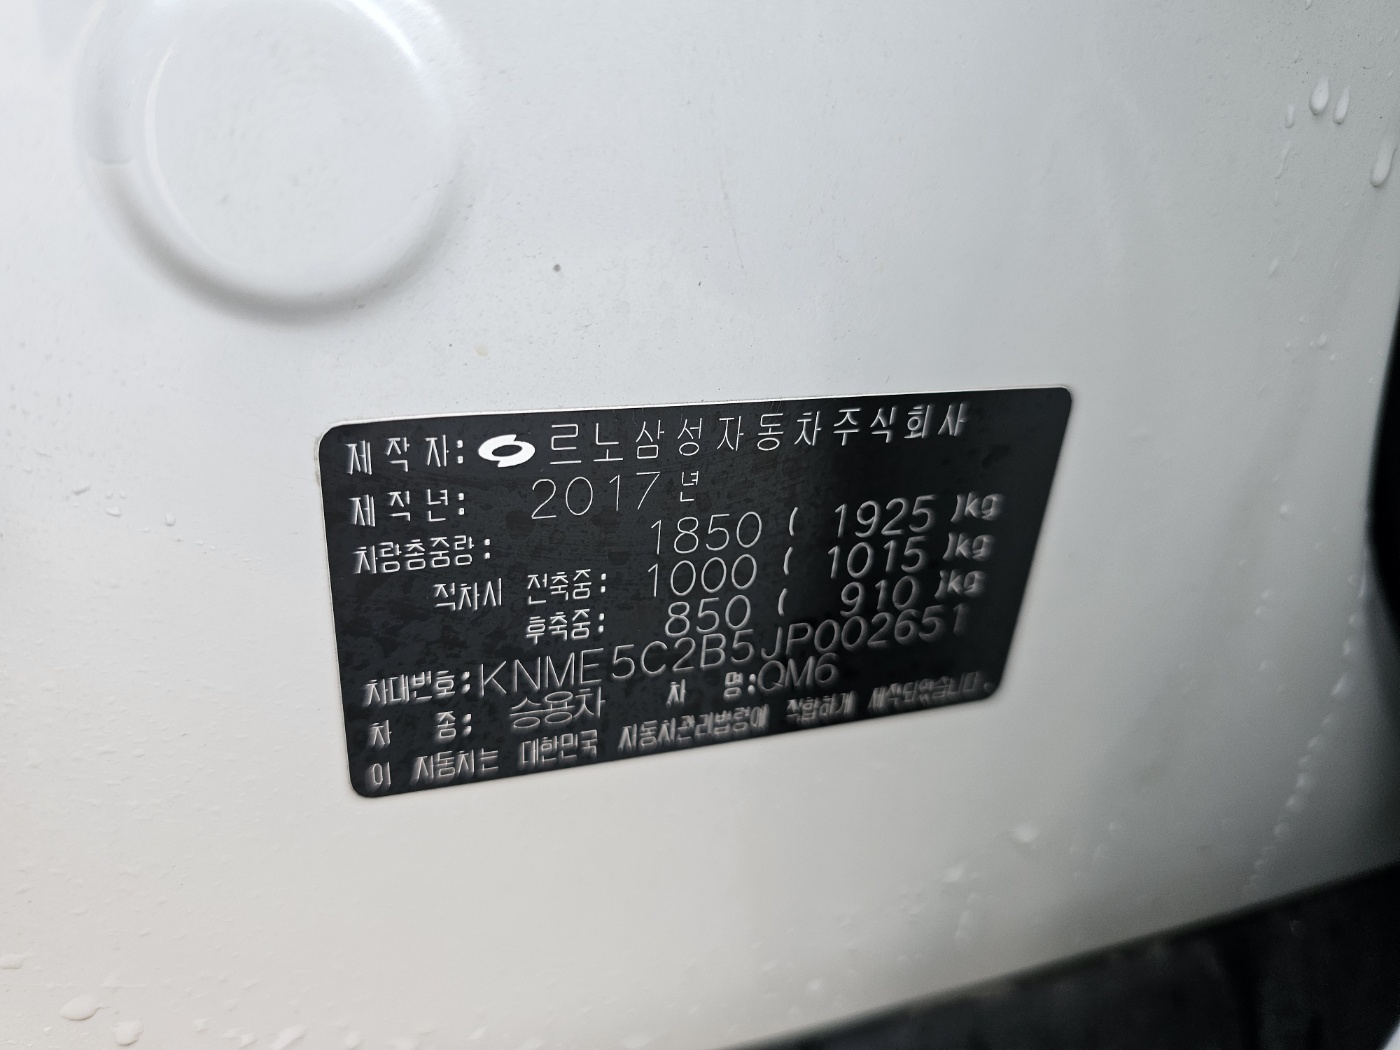 제작자: 르노삼성자동차주식회사
제작년: 2017년
차량총중량: 1850 ( 1925 )kg
적차시 전축중: 1000 ( 1015 )kg
후축중: 850 ( 910 )kg
차대번호: KNME5C2B5JP002651
차 종: 승용차 차 명: QM6
이 자동차는 대한민국 자동차관리법령에 적합하게 제작되었습니다.